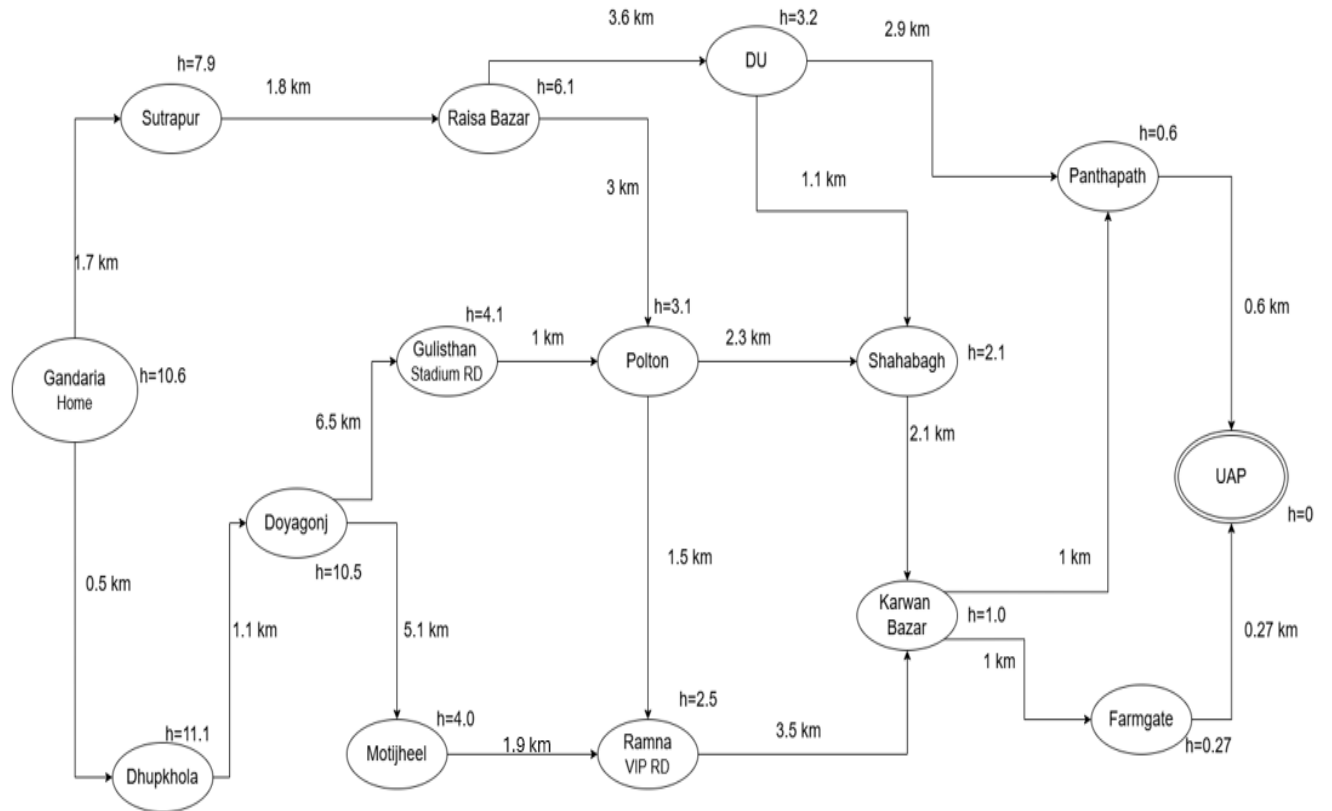 3.6 km
h=3.2
2.9 km
DU
h=7.9
1.8 km
h=6.1
Sutrapur
Raisa Bazar
h=0.6
Panthapath
1.1 km
3 km
1.7 km
h=4.1
h=3.1
0.6 km
Gulisthan
Stadium RD
1 km
Polton
2.3 km
Shahabagh
h=2.1
Gandaria
Home
h=10.6
6.5 km
2.1 km
UAP
h=0
Doyagonj
h=10.5
0.5 km
1.1 km
5.1 km
1.5 km
1 km
Karwan
Bazar
h=1.0
0.27 km
1 km
h=11.1
h=4.0
h=2.5
Farmgate
h=0.27
Motijheel
1.9 km
Ramna
VIP RD
3.5 km
Dhupkhola